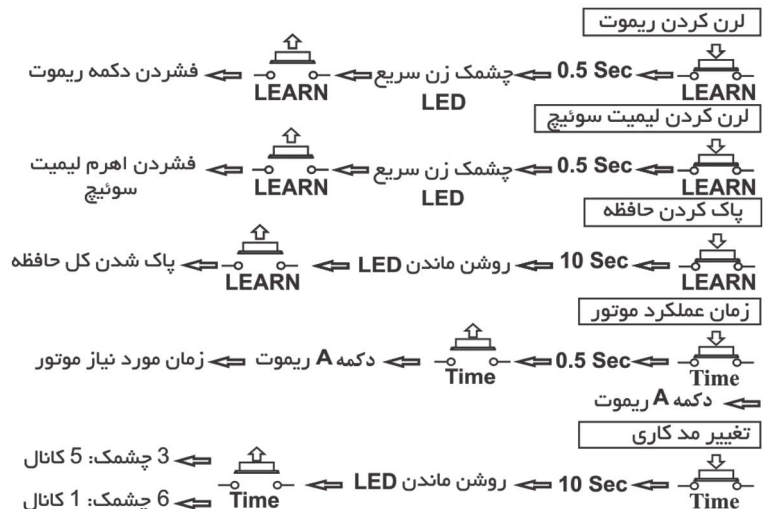 لرن کردن ریموت
0.5 Sec چشمک زن سریع فشردن دکمه ریموت
LEARN LED LEARN
لرن کردن لیمیت سوئیچ
0.5 Sec چشمک زن سریع فشردن اهرم لیمیت
LEARN LED LEARN سوئیچ
پاک کردن حافظه
10 Sec روشن ماندن LED پاک شدن کل حافظه
LEARN LEARN
زمان عملکرد موتور
0.5 Sec دکمه A ریموت زمان مورد نیاز موتور
Time Time
دکمه A ریموت
تغییر مد کاری
3 چشمک: 5 کانال
10 Sec روشن ماندن LED
Time Time 6 چشمک: 1 کانال